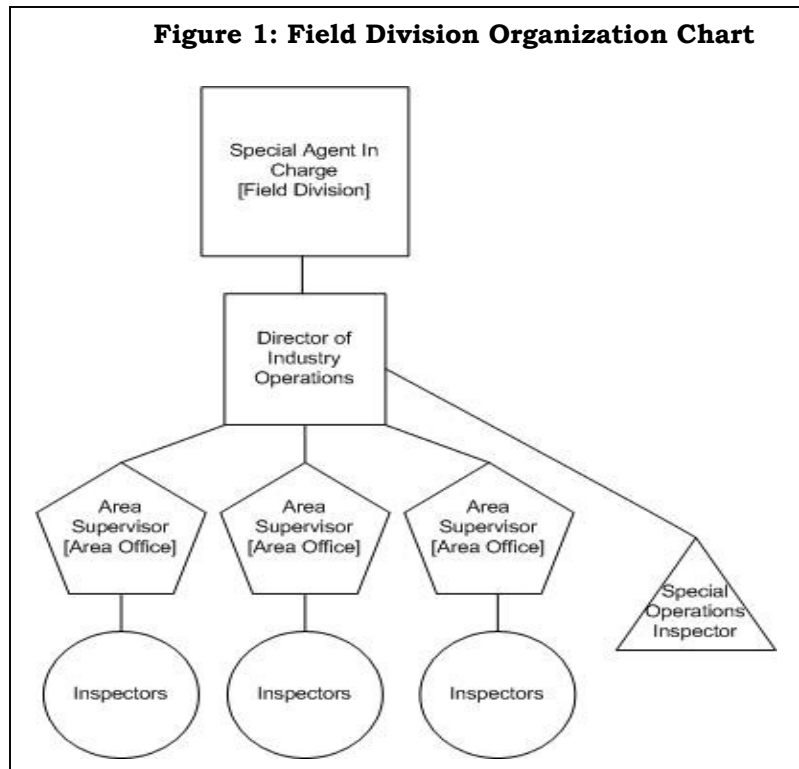 Figure 1: Field Division Organization Chart
Special Agent In
Charge
[Field Division]
Director of
Industry
Operations
Area
Supervisor
[Area Office]
Area
Supervisor
[Area Office]
Area
Supervisor
[Area Office]
Special
Operations
Inspector
Inspectors
Inspectors
Inspectors